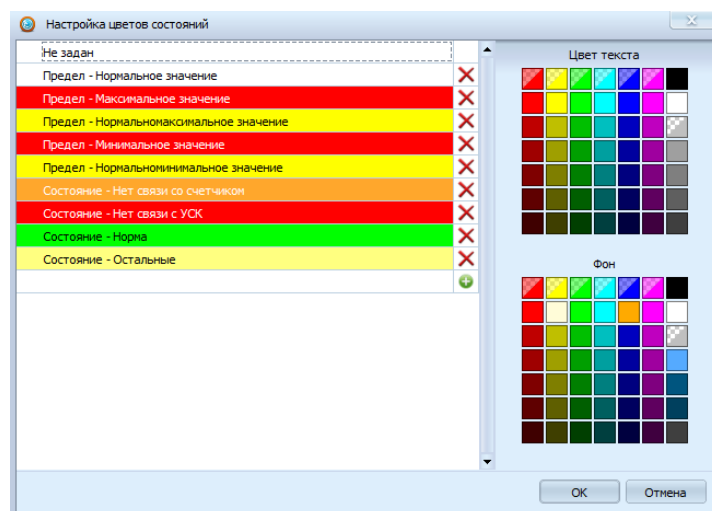 Настройка цветов состояний
Не задан
Предел - Нормальное значение
Предел - Максимальное значение
Предел - Нормальномаксимальное значение
Предел - Минимальное значение
Предел - Нормальноминимальное значение
Состояние - Нет связи со счетчиком
Состояние - Нет связи с УСК
Состояние - Норма
Состояние - Остальные
Цвет текста
Фон
ОК
Отмена